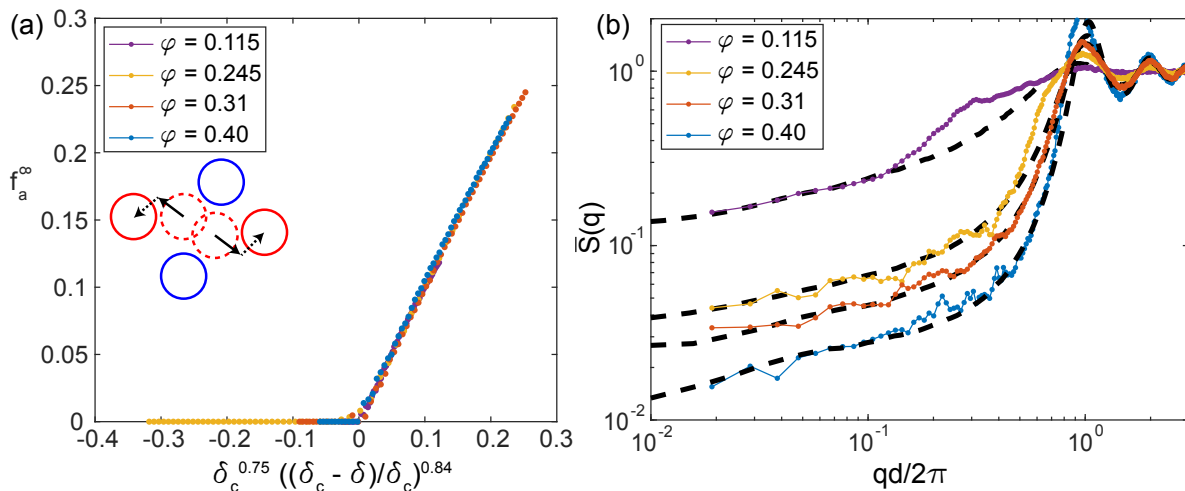 (a)
0.3
0.25
0.2
0.15
0.1
0.05
0
f_a^∞
φ = 0.115
φ = 0.245
φ = 0.31
φ = 0.40
-0.4 -0.3 -0.2 -0.1 0 0.1 0.2 0.3
δ_c^0.75 ((δ_c - δ)/δ_c)^0.84
(b)
10^0
10^-1
10^-2
S̄(q)
φ = 0.115
φ = 0.245
φ = 0.31
φ = 0.40
10^-2 10^-1 10^0
qd/2π